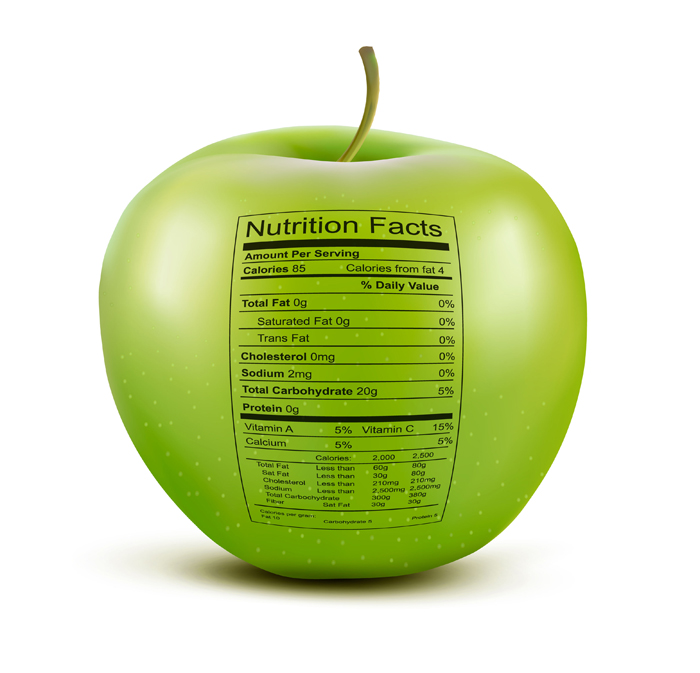 Nutrition Facts
Amount Per Serving
Calories 85 Calories from fat 4
% Daily Value
Total Fat 0g 0%
Saturated Fat 0g 0%
Trans Fat 0%
Cholesterol 0mg 0%
Sodium 2mg 0%
Total Carbohydrate 20g 5%
Protein 0g
Vitamin A 5% Vitamin C 15%
Calcium 5% 5%
Calories: 2,000 2,500
Total Fat Less than 60g 80g
Sat Fat Less than 30g 80g
Cholesterol Less than 210mg 210mg
Sodium Less than 2,500mg 2,500mg
Total Carbohydrate 300g 380g
Fiber Sat Fat 30g 30g
Calories per gram:
Fat 10 Carbohydrate 5 Protein